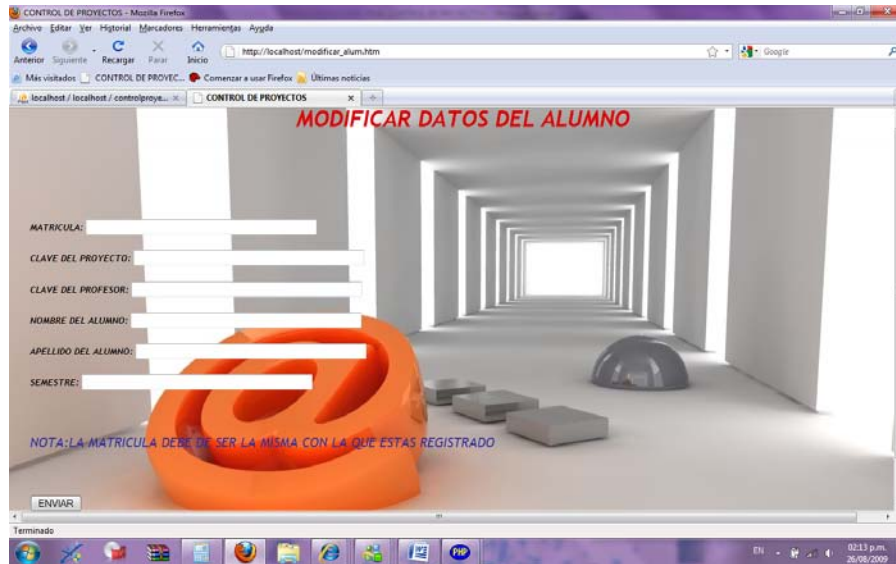 CONTROL DE PROYECTOS - Mozilla Firefox
Archivo Editar Ver Historial Marcadores Herramientas Ayuda
Anterior Siguiente Recargar Parar Inicio
http://localhost/modificar_alum.htm
Google
Más visitados CONTROL DE PROYEC... Comenzar a usar Firefox Últimas noticias
localhost / localhost / controlproye... CONTROL DE PROYECTOS
MODIFICAR DATOS DEL ALUMNO
MATRICULA:
CLAVE DEL PROYECTO:
CLAVE DEL PROFESOR:
NOMBRE DEL ALUMNO:
APELLIDO DEL ALUMNO:
SEMESTRE:
NOTA:LA MATRICULA DEBE DE SER LA MISMA CON LA QUE ESTAS REGISTRADO
ENVIAR
Terminado
PHP
EN
02:13 p.m.
26/08/2009